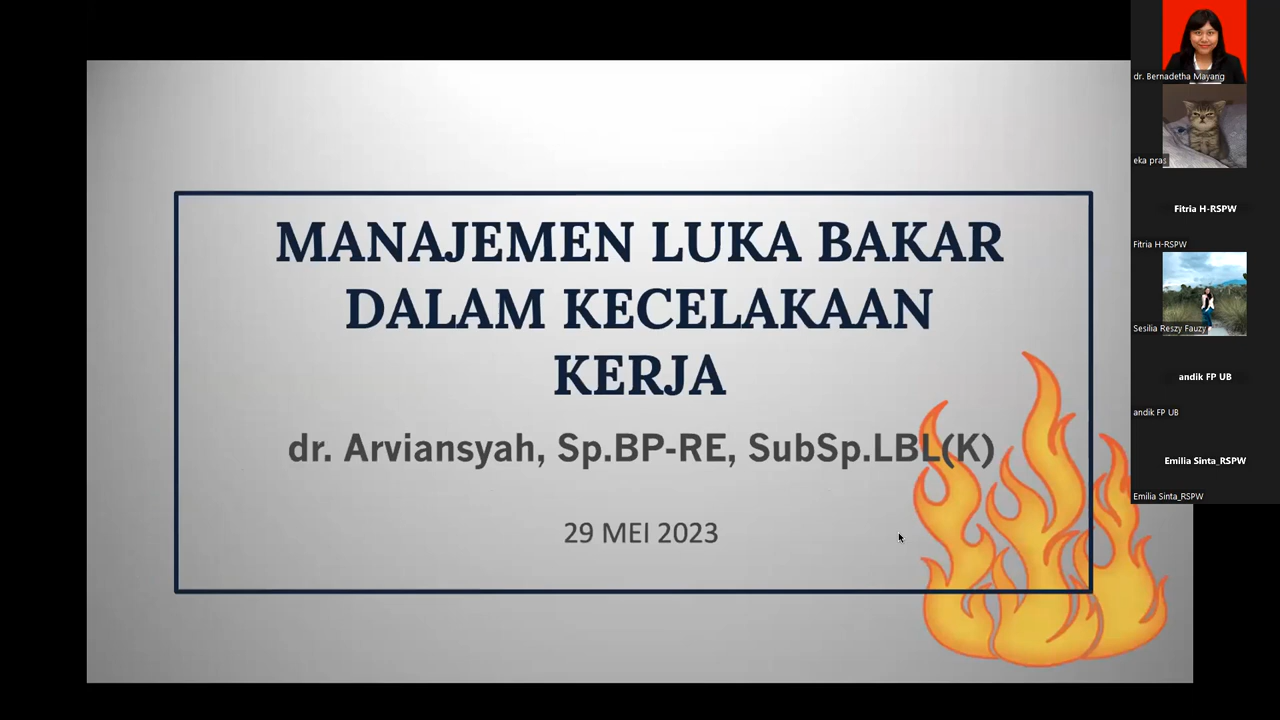 MANAJEMEN LUKA BAKAR
DALAM KECELAKAAN
KERJA
dr. Arviansyah, Sp.BP-RE, SubSp.LBL(K)
29 MEI 2023
dr. Bernadetha Mayang
eka pras
Fitria H-RSPW
Fitria H-RSPW
Sesilia Reszy Fauzy
andik FP UB
andik FP UB
Emilia Sinta_RSPW
Emilia Sinta_RSPW